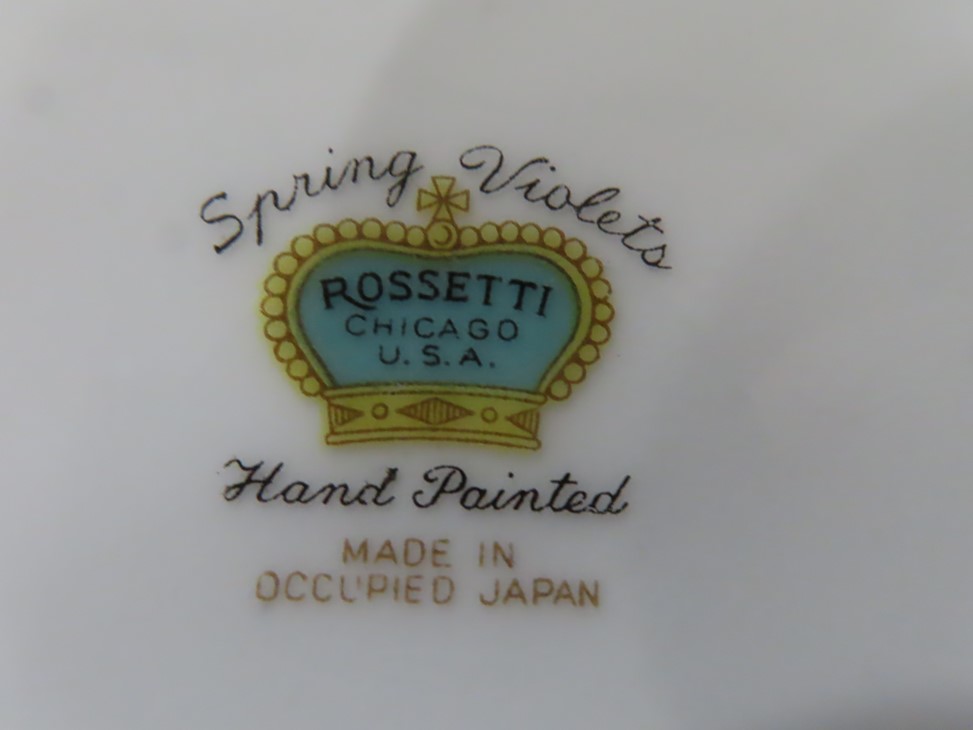 Spring Violets
ROSSETTI
CHICAGO
U.S.A.
Hand Painted
MADE IN
OCCUPIED JAPAN